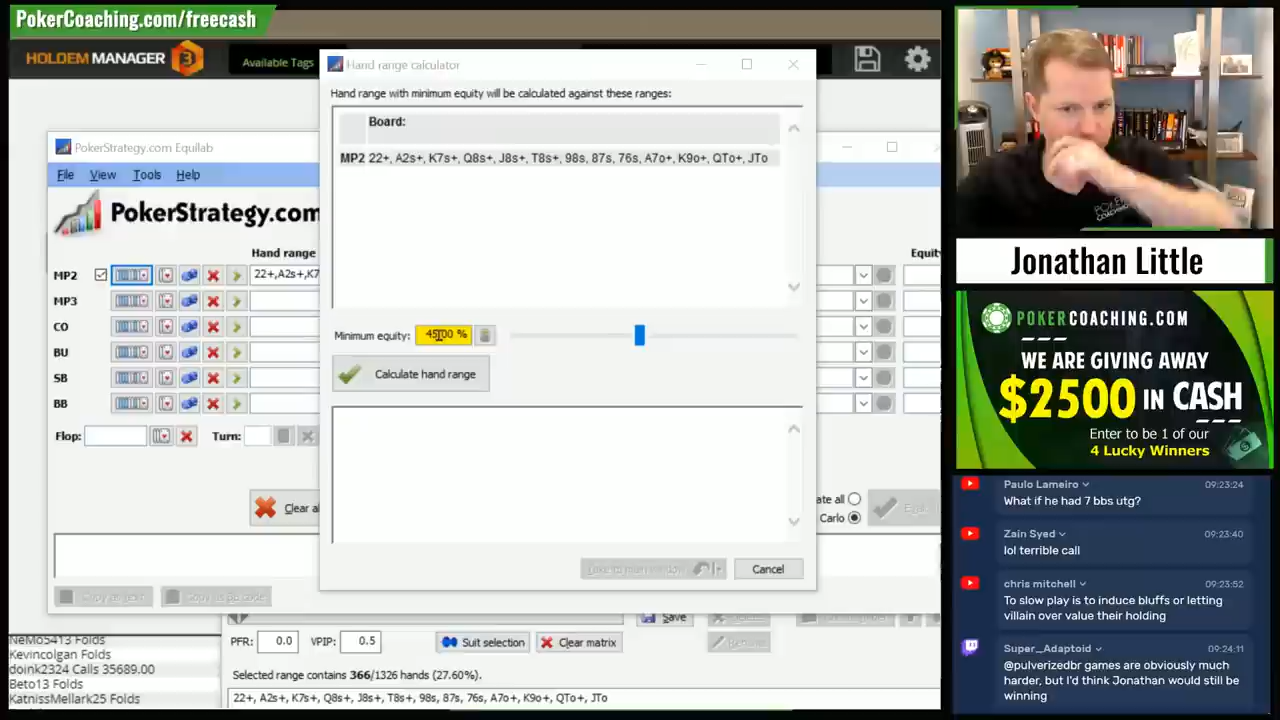 PokerCoaching.com/freecash
HOLDEM MANAGER 3
Available Tags
Hand range calculator
Hand range with minimum equity will be calculated against these ranges:
Board:
MP2 22+, A2s+, K7s+, Q8s+, J8s+, T8s+, 98s, 87s, 76s, A7o+, K9o+, QTo+, JTo
Minimum equity:
45.00 %
Calculate hand range
Cancel
PokerStrategy.com Equilab
File View Tools Help
PokerStrategy.com
Hand range
Equity
MP2 22+,A2s+,K7
MP3
CO
BU
SB
BB
Flop:
Turn:
Clear al
ate all
Carlo
Save
PFR: 0.0 VPIP: 0.5 Suit selection Clear matrix
Selected range contains 366/1326 hands (27.60%).
22+, A2s+, K7s+, Q8s+, J8s+, T8s+, 98s, 87s, 76s, A7o+, K9o+, QTo+, JTo
NeMo5413 Folds
Kevincolgan Folds
doink2324 Calls 35689.00
Beto13 Folds
KatnissMellark25 Folds
Jonathan Little
POKERCOACHING.COM
WE ARE GIVING AWAY
$2500 IN CASH
Enter to be 1 of our
4 Lucky Winners
Paulo Lameiro 09:23:24
What if he had 7 bbs utg?
Zain Syed 09:23:40
lol terrible call
chris mitchell 09:23:52
To slow play is to induce bluffs or letting
villain over value their holding
Super_Adaptoid 09:24:11
@pulverizedbr games are obviously much
harder, but I'd think Jonathan would still be
winning